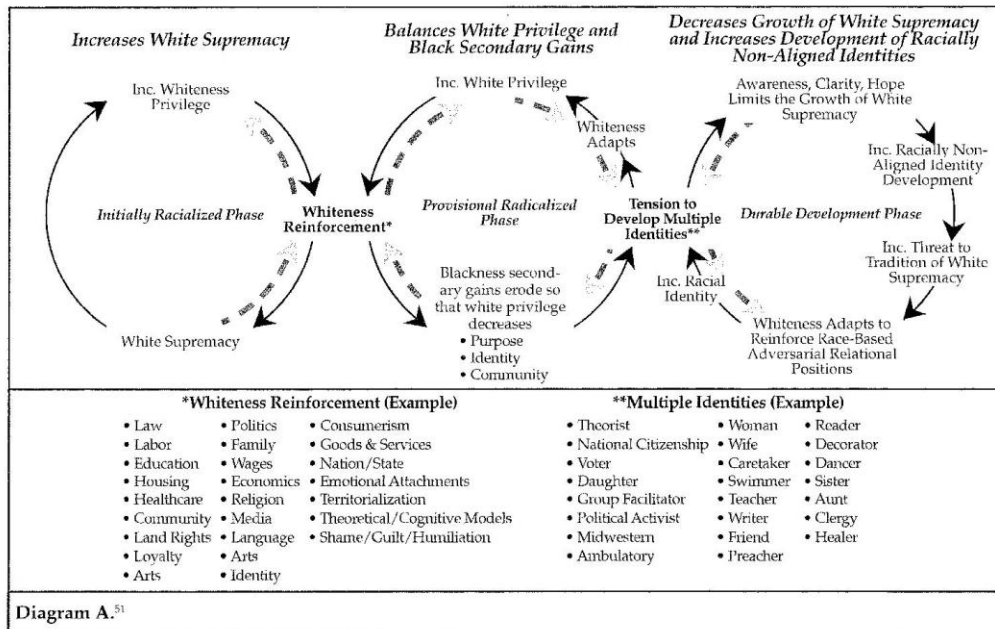 Increases White Supremacy
Balances White Privilege and
Black Secondary Gains
Decreases Growth of White Supremacy
and Increases Development of Racially
Non-Aligned Identities
Inc. Whiteness
Privilege
Initially Racialized Phase
White Supremacy
Whiteness
Reinforcement*
Inc. White Privilege
Whiteness
Adapts
Provisional Radicalized
Phase
Blackness second-
ary gains erode so
that white privilege
decreases
• Purpose
• Identity
• Community
Tension to
Develop Multiple
Identities**
Inc. Racial
Identity
Awareness, Clarity, Hope
Limits the Growth of White
Supremacy
Inc. Racially Non-
Aligned Identity
Development
Durable Development Phase
Inc. Threat to
Tradition of White
Supremacy
Whiteness Adapts to
Reinforce Race-Based
Adversarial Relational
Positions
*Whiteness Reinforcement (Example)
• Law
• Labor
• Education
• Housing
• Healthcare
• Community
• Land Rights
• Loyalty
• Arts
• Politics
• Family
• Wages
• Economics
• Religion
• Media
• Language
• Arts
• Identity
• Consumerism
• Goods & Services
• Nation/State
• Emotional Attachments
• Territorialization
• Theoretical/Cognitive Models
• Shame/Guilt/Humiliation
**Multiple Identities (Example)
• Theorist
• National Citizenship
• Voter
• Daughter
• Group Facilitator
• Political Activist
• Midwestern
• Ambulatory
• Woman
• Wife
• Caretaker
• Swimmer
• Teacher
• Writer
• Friend
• Preacher
• Reader
• Decorator
• Dancer
• Sister
• Aunt
• Clergy
• Healer
Diagram A.51